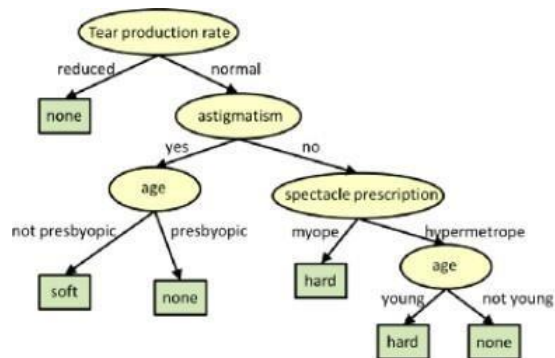 Tear production rate
reduced normal
none astigmatism
yes no
age spectacle prescription
not presbyopic presbyopic myope hypermetrope
soft none hard age
young not young
hard none